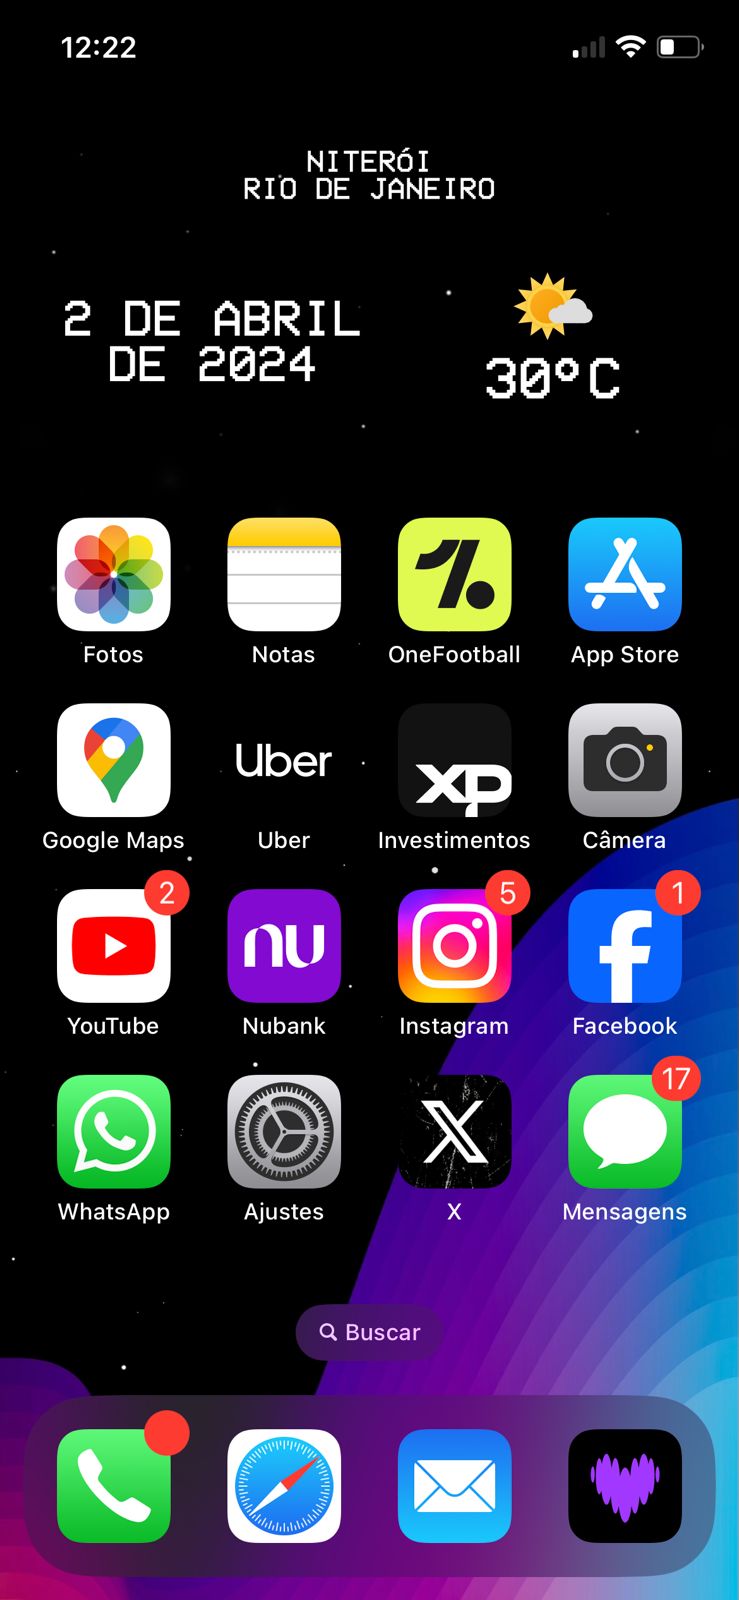 12:22
NITERÓI
RIO DE JANEIRO
2 DE ABRIL
DE 2024
30°C
Fotos
Notas
OneFootball
App Store
Uber
xp
Google Maps
Uber
Investimentos
Câmera
2
5
1
nu
YouTube
Nubank
Instagram
Facebook
17
WhatsApp
Ajustes
X
Mensagens
Buscar